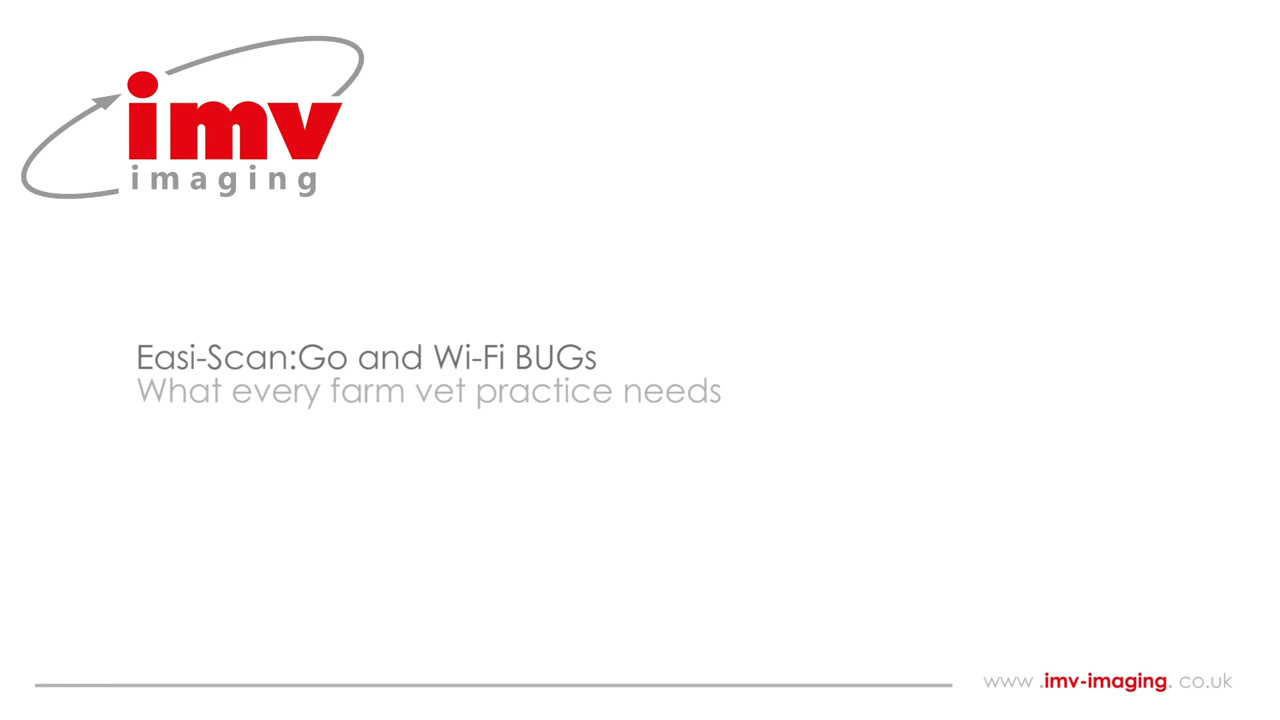 imv
imaging
Easi-Scan:Go and Wi-Fi BUGs
What every farm vet practice needs
www .imv-imaging. co.uk